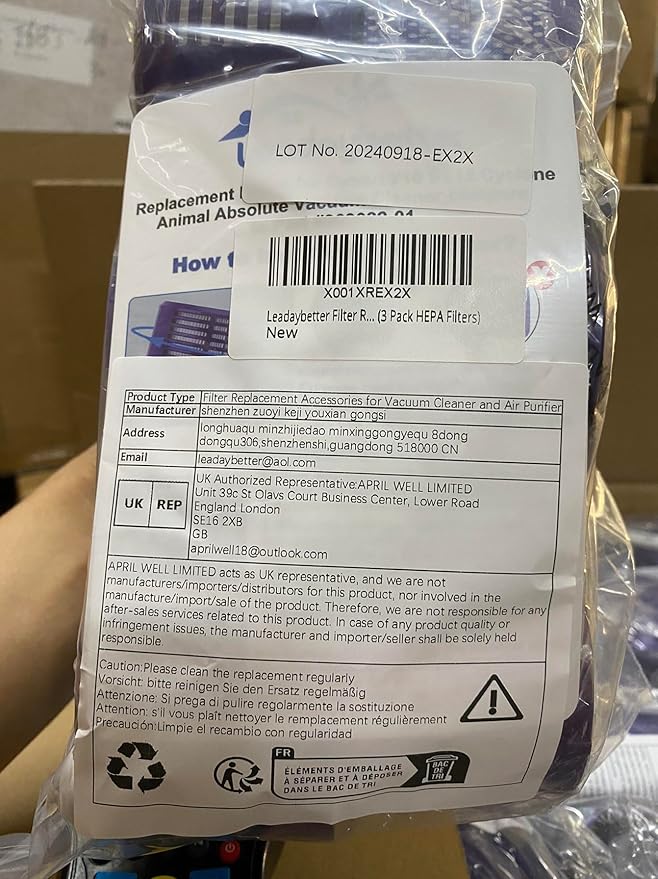 LOT No. 20240918-EX2X
ne
Replacement
Animal Absolute Vacuum
How
X001XREX2X
Leadaybetter Filter R... (3 Pack HEPA Filters)
New
Product Type Filter Replacement Accessories for Vacuum Cleaner and Air Purifier
Manufacturer shenzhen zuoyi keji youxian gongsi
Address longhuaqu minzhijiedao minxinggongyequ 8dong
dongqu306,shenzhenshi,guangdong 518000 CN
Email leadaybetter@aol.com
UK REP
UK Authorized Representative:APRIL WELL LIMITED
Unit 39c St Olavs Court Business Center, Lower Road
England London
SE16 2XB
GB
aprilwell18@outlook.com
APRIL WELL LIMITED acts as UK representative, and we are not
manufacturers/importers/distributors for this product, nor involved in the
manufacture/import/sale of the product. Therefore, we are not responsible for any
after-sales services related to this product. In case of any product quality or
infringement issues, the manufacturer and importer/seller shall be solely held
responsible.
Caution:Please clean the replacement regularly
Vorsicht: bitte reinigen Sie den Ersatz regelmäßig
Attenzione: Si prega di pulire regolarmente la sostituzione
Attention: s'il vous plaît nettoyer le remplacement régulièrement
Precaución:Limpie el recambio con regularidad
FR
ÉLÉMENTS D'EMBALLAGE
À SÉPARER ET À DÉPOSER
DANS LE BAC DE TRI
BAC
DE
TRI